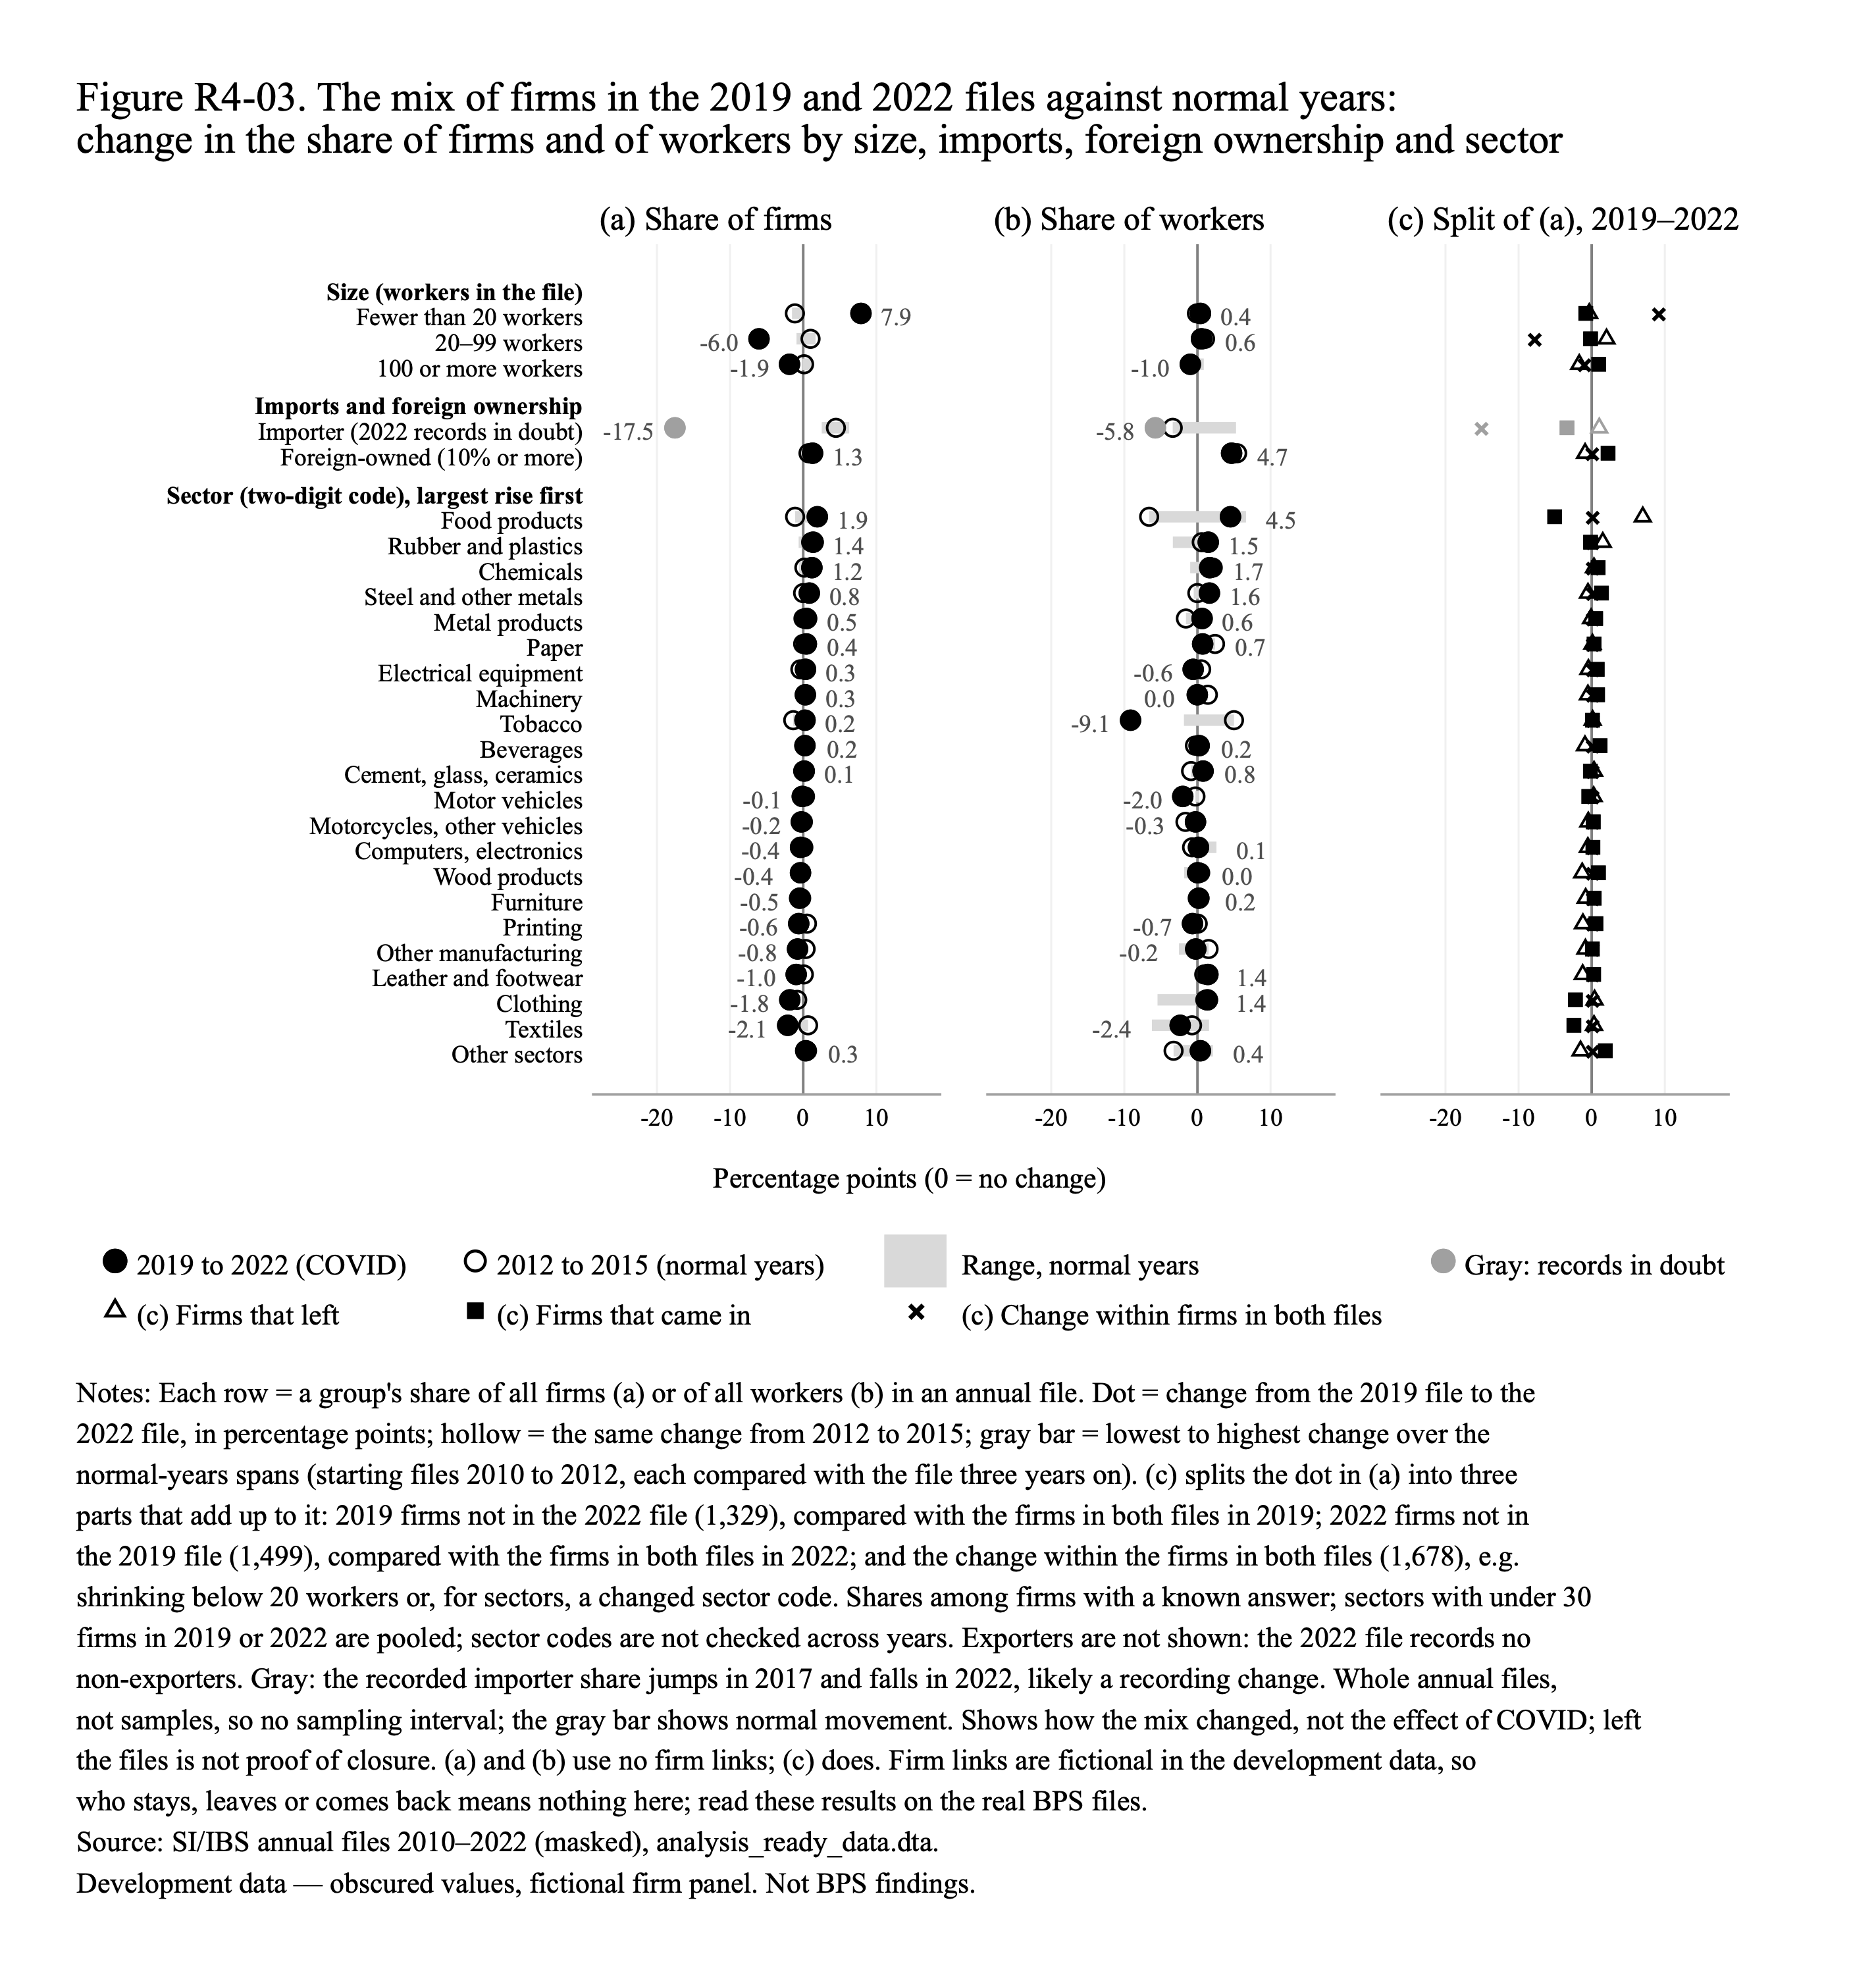 Figure R4-03. The mix of firms in the 2019 and 2022 files against normal years:
change in the share of firms and of workers by size, imports, foreign ownership and sector
(a) Share of firms
(b) Share of workers
(c) Split of (a), 2019–2022
Size (workers in the file)
Fewer than 20 workers 7.9 0.4
20–99 workers -6.0 0.6
100 or more workers -1.9 -1.0
Imports and foreign ownership
Importer (2022 records in doubt) -17.5 -5.8
Foreign-owned (10% or more) 1.3 4.7
Sector (two-digit code), largest rise first
Food products 1.9 4.5
Rubber and plastics 1.4 1.5
Chemicals 1.2 1.7
Steel and other metals 0.8 1.6
Metal products 0.5 0.6
Paper 0.4 0.7
Electrical equipment 0.3 -0.6
Machinery 0.3 0.0
Tobacco 0.2 -9.1
Beverages 0.2 0.2
Cement, glass, ceramics 0.1 0.8
Motor vehicles -0.1 -2.0
Motorcycles, other vehicles -0.2 -0.3
Computers, electronics -0.4 0.1
Wood products -0.4 0.0
Furniture -0.5 0.2
Printing -0.6 -0.7
Other manufacturing -0.8 -0.2
Leather and footwear -1.0 1.4
Clothing -1.8 1.4
Textiles -2.1 -2.4
Other sectors 0.3 0.4
-20 -10 0 10 -20 -10 0 10 -20 -10 0 10
Percentage points (0 = no change)
2019 to 2022 (COVID) 2012 to 2015 (normal years) Range, normal years Gray: records in doubt
(c) Firms that left (c) Firms that came in (c) Change within firms in both files
Notes: Each row = a group's share of all firms (a) or of all workers (b) in an annual file. Dot = change from the 2019 file to the
2022 file, in percentage points; hollow = the same change from 2012 to 2015; gray bar = lowest to highest change over the
normal-years spans (starting files 2010 to 2012, each compared with the file three years on). (c) splits the dot in (a) into three
parts that add up to it: 2019 firms not in the 2022 file (1,329), compared with the firms in both files in 2019; 2022 firms not in
the 2019 file (1,499), compared with the firms in both files in 2022; and the change within the firms in both files (1,678), e.g.
shrinking below 20 workers or, for sectors, a changed sector code. Shares among firms with a known answer; sectors with under 30
firms in 2019 or 2022 are pooled; sector codes are not checked across years. Exporters are not shown: the 2022 file records no
non-exporters. Gray: the recorded importer share jumps in 2017 and falls in 2022, likely a recording change. Whole annual files,
not samples, so no sampling interval; the gray bar shows normal movement. Shows how the mix changed, not the effect of COVID; left
the files is not proof of closure. (a) and (b) use no firm links; (c) does. Firm links are fictional in the development data, so
who stays, leaves or comes back means nothing here; read these results on the real BPS files.
Source: SI/IBS annual files 2010–2022 (masked), analysis_ready_data.dta.
Development data — obscured values, fictional firm panel. Not BPS findings.